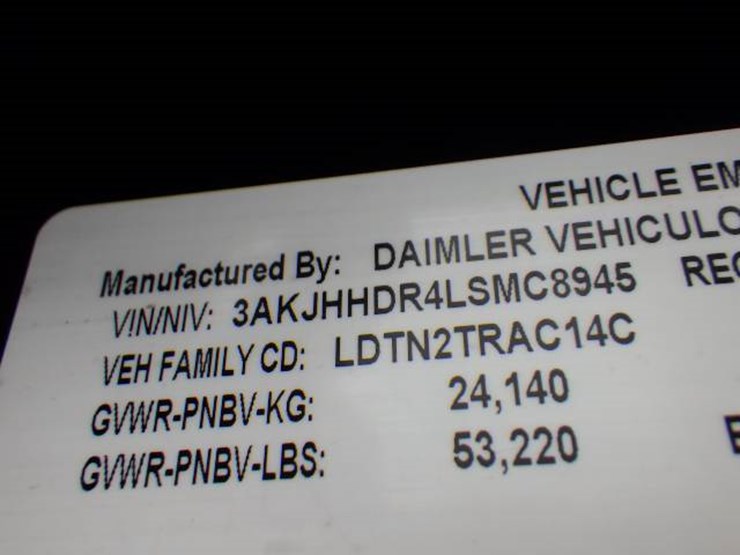 VEHICLE EM
Manufactured By: DAIMLER VEHICULO
VIN/NIV: 3AKJHHDR4LSMC8945 REG
VEH FAMILY CD: LDTN2TRAC14C
GVWR-PNBV-KG: 24,140
GVWR-PNBV-LBS: 53,220